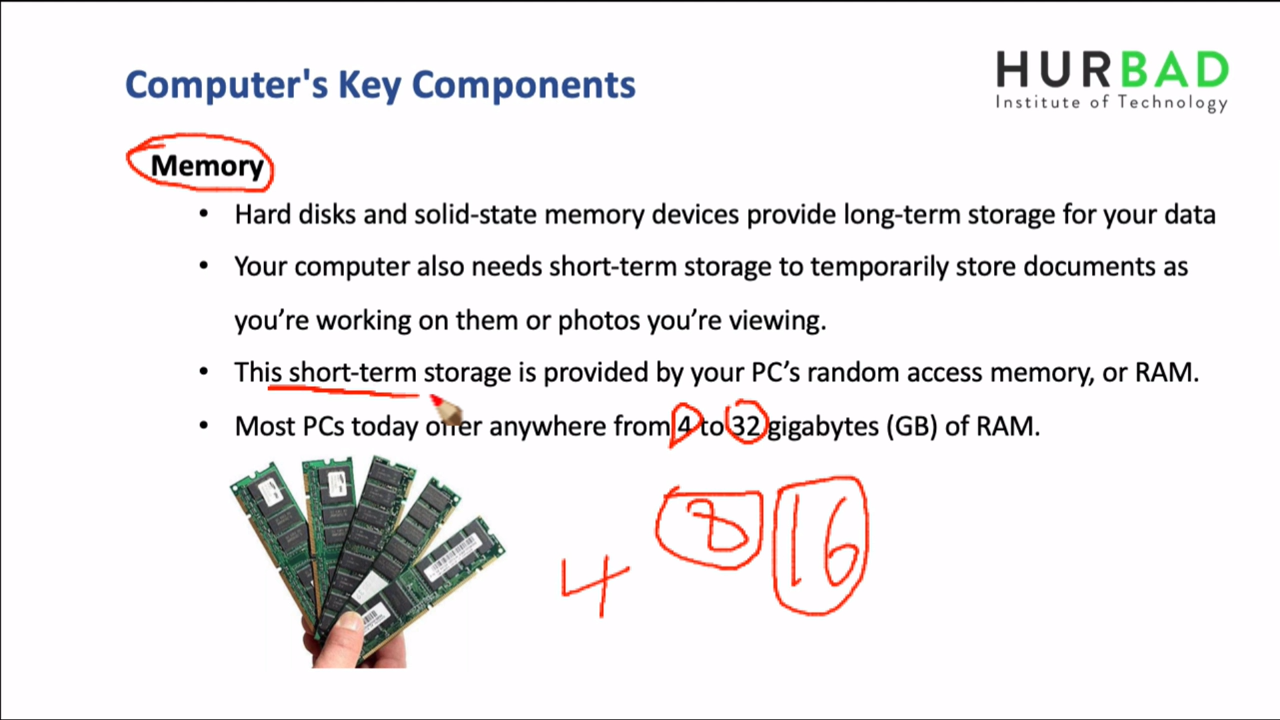 Computer's Key Components
HURBAD
Institute of Technology
Memory
• Hard disks and solid-state memory devices provide long-term storage for your data
• Your computer also needs short-term storage to temporarily store documents as
you’re working on them or photos you’re viewing.
• This short-term storage is provided by your PC’s random access memory, or RAM.
• Most PCs today offer anywhere from 4 to 32 gigabytes (GB) of RAM.
4 8 16